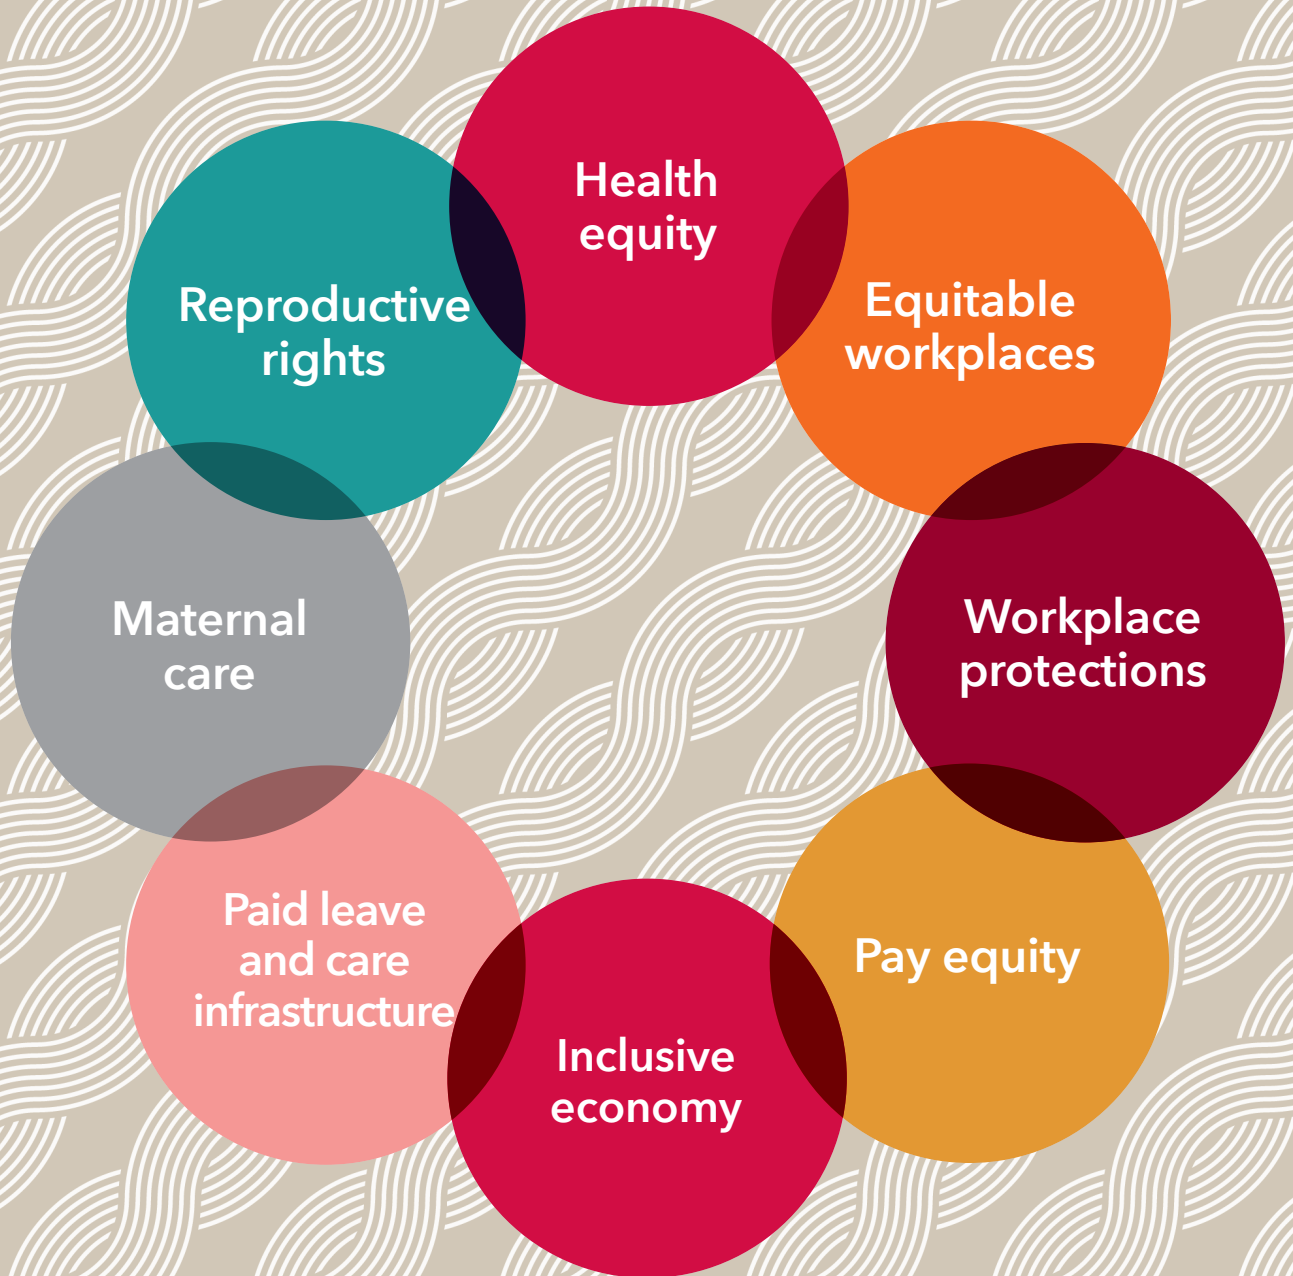 Health
equity
Equitable
workplaces
Workplace
protections
Pay equity
Inclusive
economy
Paid leave
and care
infrastructure
Maternal
care
Reproductive
rights